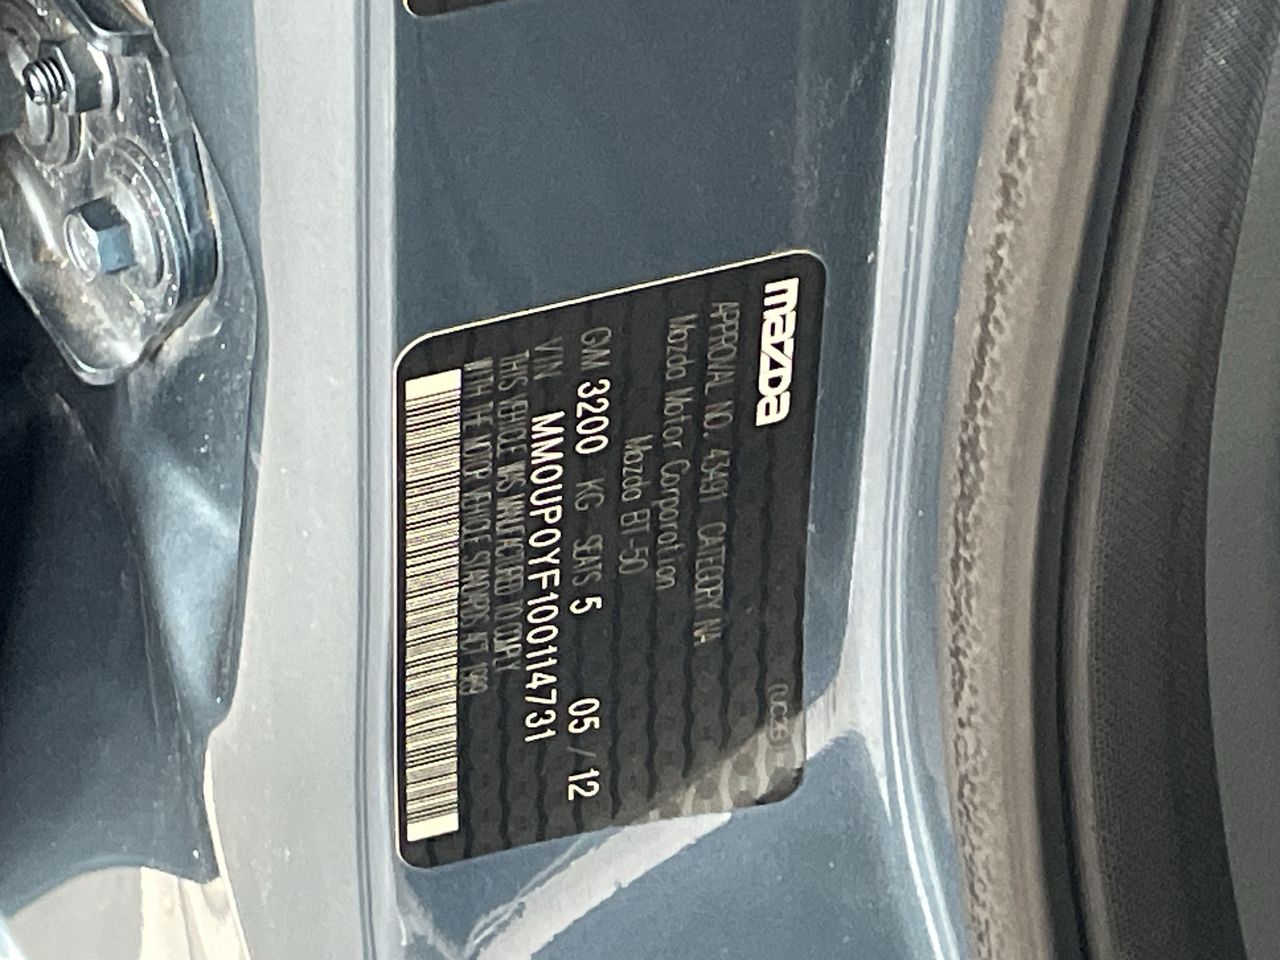 mazda
APPROVAL NO. 43491 CATEGORY NA
Mazda Motor Corporation
Mazda BT-50
GVM 3200 KG SEATS 5 05 / 12
VIN MM0UP0YF100114731
THIS VEHICLE WAS MANUFACTURED TO COMPLY
WITH THE MOTOR VEHICLE STANDARDS ACT 1989